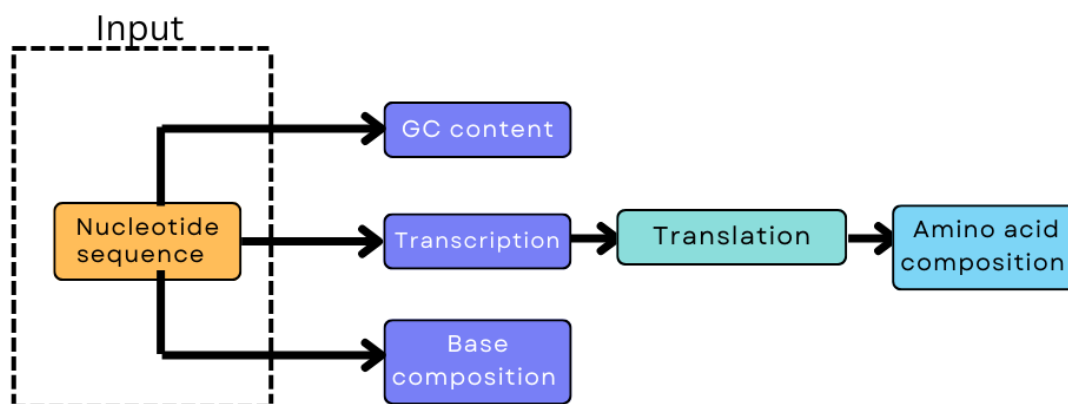 Input
GC content
Nucleotide
sequence
Transcription
Translation
Amino acid
composition
Base
composition